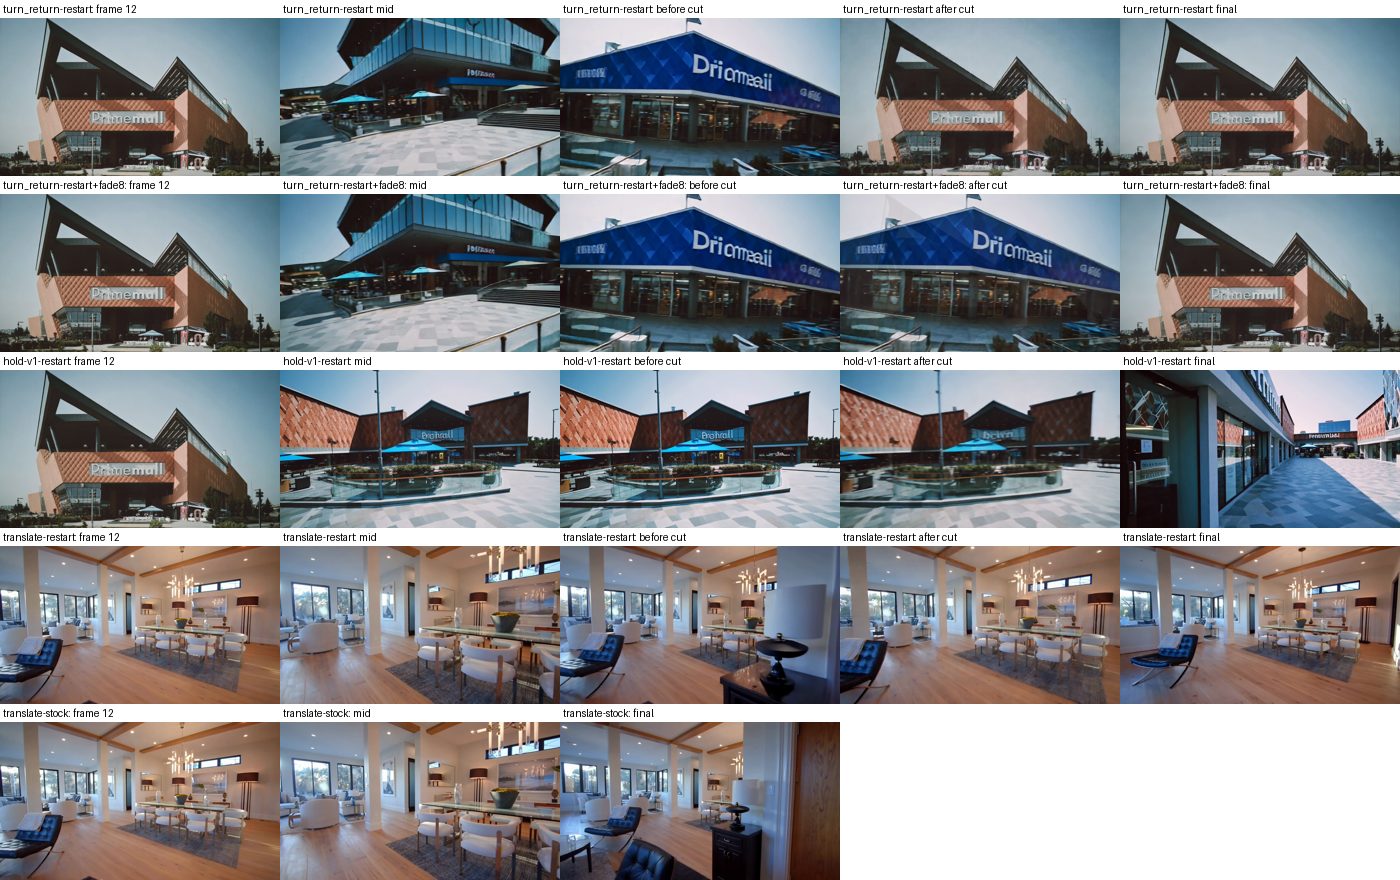 turn_return-restart: frame 12
turn_return-restart: mid
turn_return-restart: before cut
turn_return-restart: after cut
turn_return-restart: final
Primemall
Driommeeil
Primemall
Primemall
turn_return-restart+fade8: frame 12
turn_return-restart+fade8: mid
turn_return-restart+fade8: before cut
turn_return-restart+fade8: after cut
turn_return-restart+fade8: final
Primemall
Driommeeil
Driommeeil
Primemall
hold-v1-restart: frame 12
hold-v1-restart: mid
hold-v1-restart: before cut
hold-v1-restart: after cut
hold-v1-restart: final
Primemall
translate-restart: frame 12
translate-restart: mid
translate-restart: before cut
translate-restart: after cut
translate-restart: final
translate-stock: frame 12
translate-stock: mid
translate-stock: final